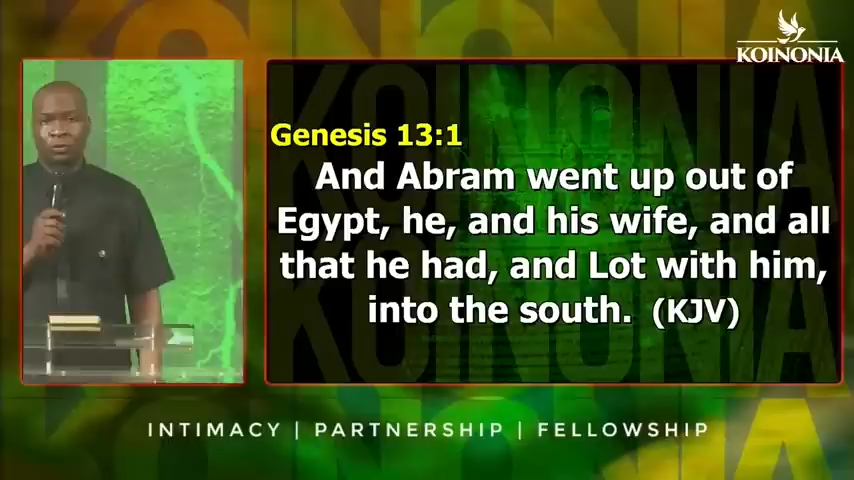 KOINONIA
Genesis 13:1
And Abram went up out of
Egypt, he, and his wife, and all
that he had, and Lot with him,
into the south. (KJV)
INTIMACY | PARTNERSHIP | FELLOWSHIP